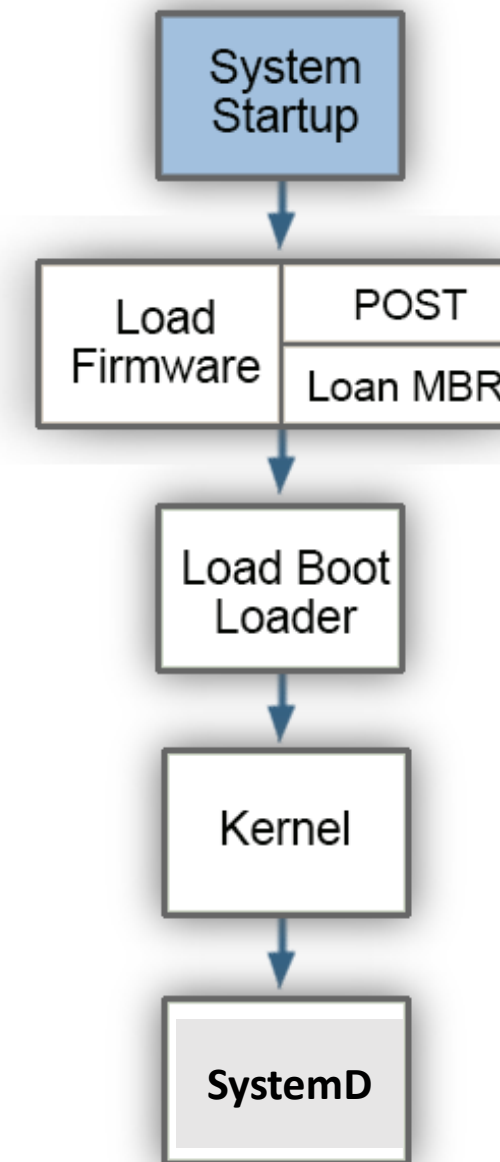 System
Startup
Load
Firmware
POST
Loan MBR
Load Boot
Loader
Kernel
SystemD